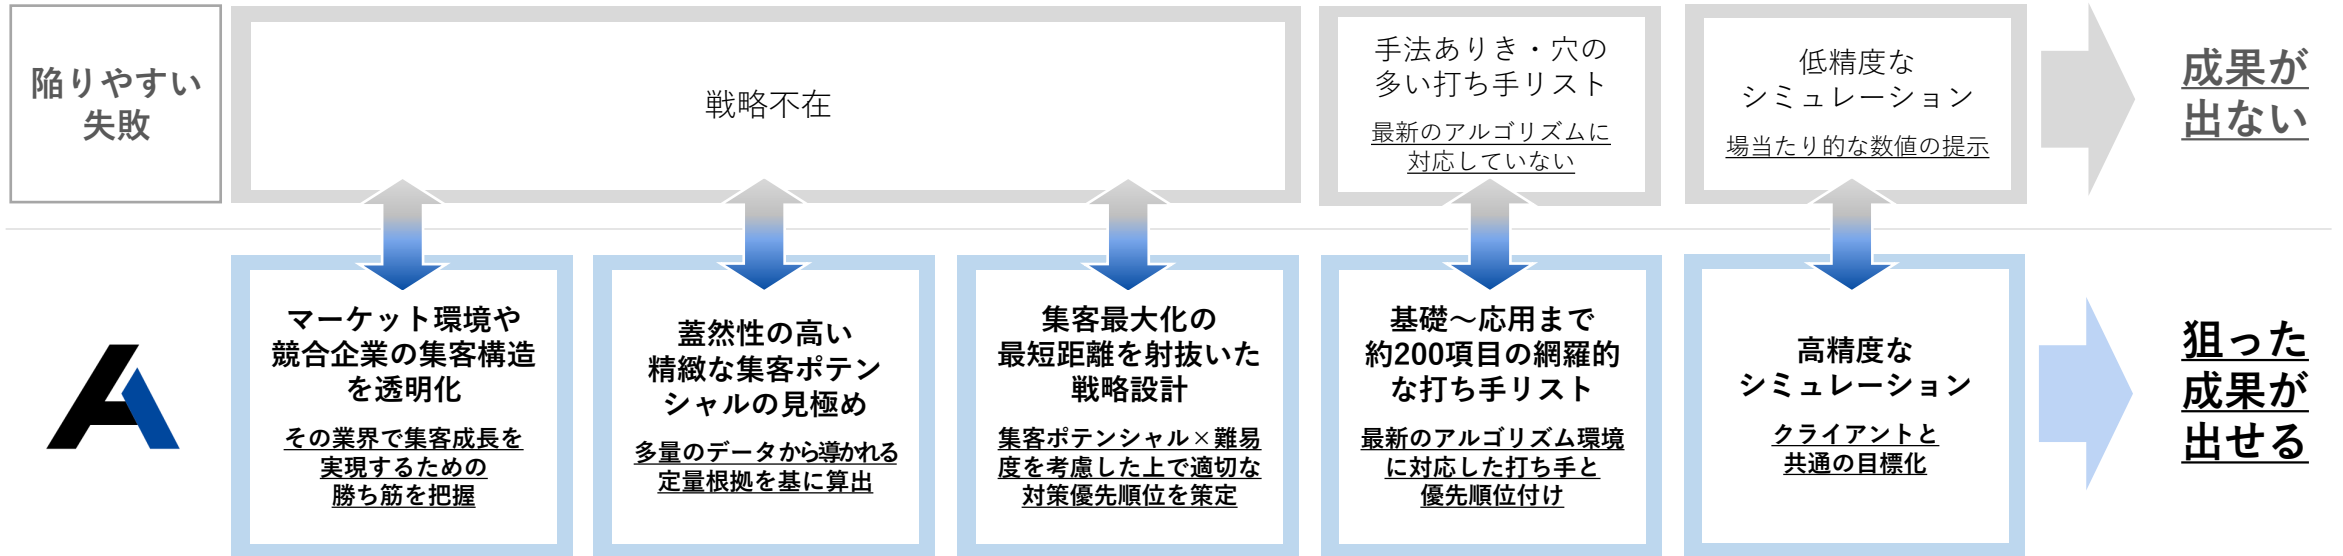 陥りやすい
失敗
戦略不在
手法ありき・穴の
多い打ち手リスト
最新のアルゴリズムに
対応していない
低精度な
シミュレーション
場当たり的な数値の提示
成果が
出ない
マーケット環境や
競合企業の集客構造
を透明化
その業界で集客成長を
実現するための
勝ち筋を把握
蓋然性の高い
精緻な集客ポテン
シャルの見極め
多量のデータから導かれる
定量根拠を基に算出
集客最大化の
最短距離を射抜いた
戦略設計
集客ポテンシャル×難易
度を考慮した上で適切な
対策優先順位を策定
基礎〜応用まで
約200項目の網羅的
な打ち手リスト
最新のアルゴリズム環境
に対応した打ち手と
優先順位付け
高精度な
シミュレーション
クライアントと
共通の目標化
狙った
成果が
出せる